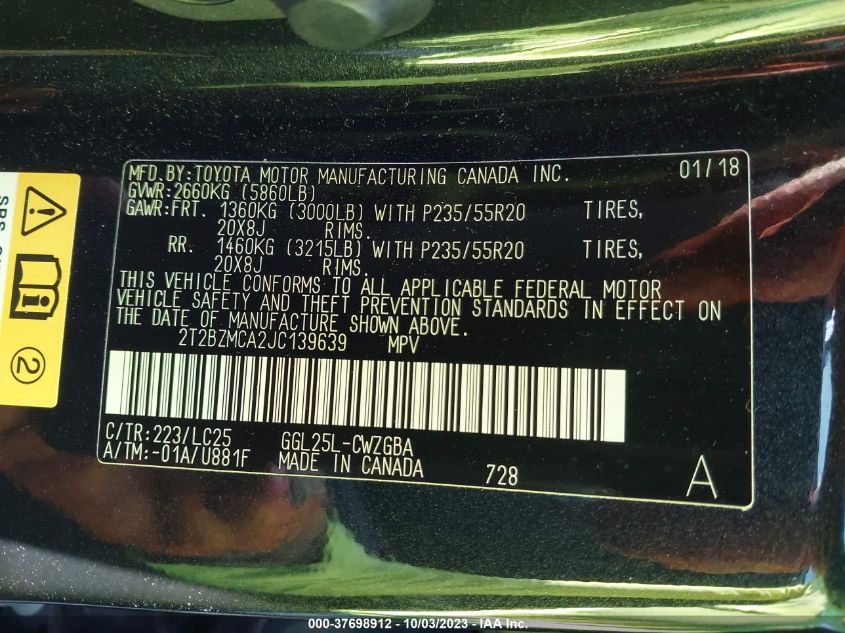 MFD.BY:TOYOTA MOTOR MANUFACTURING CANADA INC. 01/18
GVWR:2660KG (5860LB)
GAWR:FRT. 1360KG (3000LB) WITH P235/55R20 TIRES,
20X8J RIMS.
RR. 1460KG (3215LB) WITH P235/55R20 TIRES,
20X8J RIMS.
THIS VEHICLE CONFORMS TO ALL APPLICABLE FEDERAL MOTOR
VEHICLE SAFETY AND THEFT PREVENTION STANDARDS IN EFFECT ON
THE DATE OF MANUFACTURE SHOWN ABOVE.
2T2BZMCA2JC139639 MPV
C/TR:223/LC25 GGL25L-CWZGBA
A/TM:-01A/U881F MADE IN CANADA 728 A
2
000-37698912 - 10/03/2023 - IAA Inc.